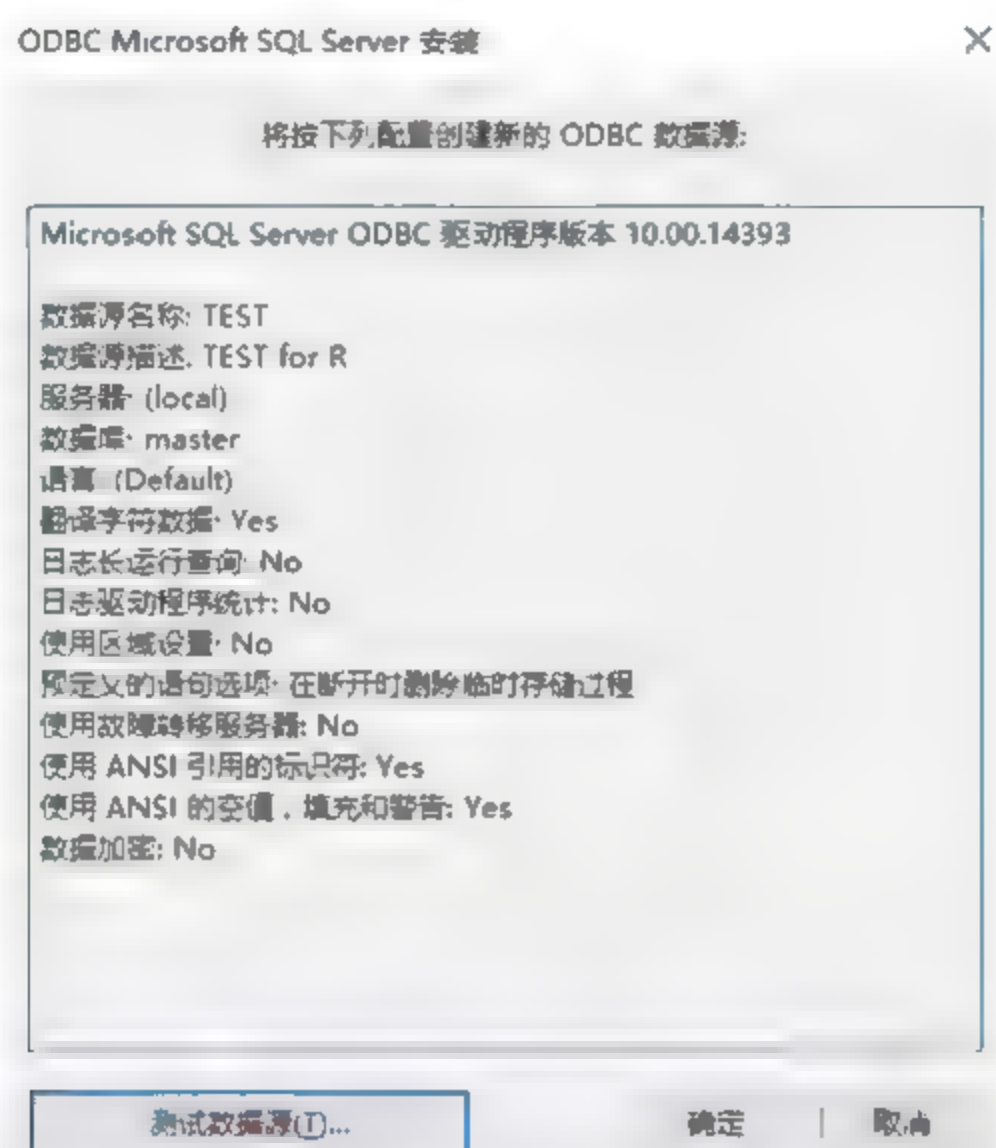 ODBC Microsoft SQL Server 安装
将按下列配置创建新的 ODBC 数据源:
Microsoft SQL Server ODBC 驱动程序版本 10.00.14393
数据源名称: TEST
数据源描述: TEST for R
服务器: (local)
数据库: master
语言: (Default)
翻译字符数据: Yes
日志长运行查询: No
日志驱动程序统计: No
使用区域设置: No
预定义的语句选项: 在断开时删除临时存储过程
使用故障转移服务器: No
使用 ANSI 引用的标识符: Yes
使用 ANSI 的空值，填充和警告: Yes
数据加密: No
测试数据源(T)...
确定
取消